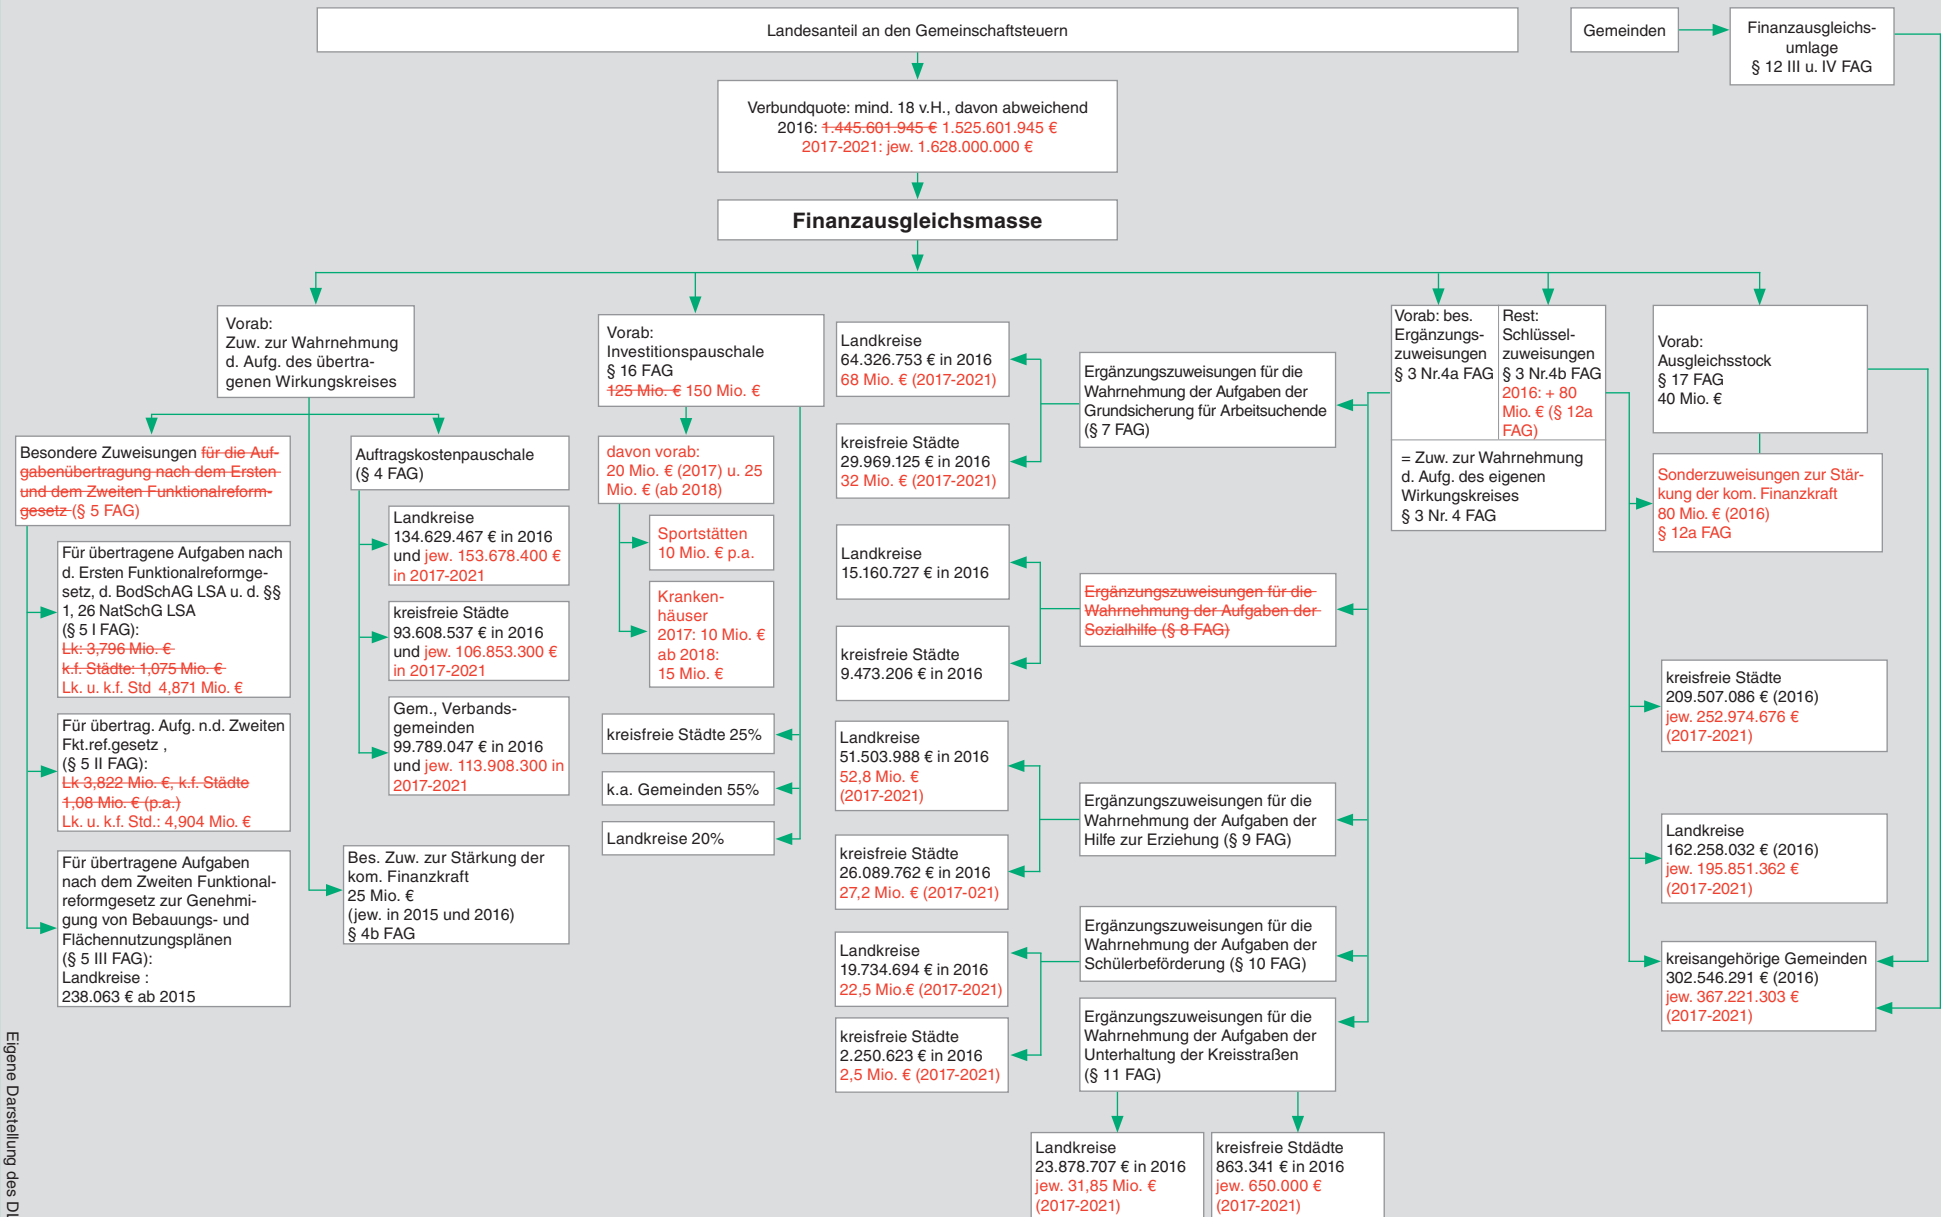 Landesanteil an den Gemeinschaftsteuern
Gemeinden
Finanzausgleichs-
umlage
§ 12 III u. IV FAG
Verbundquote: mind. 18 v.H., davon abweichend
2016: 1.445.601.945 € 1.525.601.945 €
2017-2021: jew. 1.628.000.000 €
Finanzausgleichsmasse
Vorab:
Zuw. zur Wahrnehmung
d. Aufg. des übertra-
genen Wirkungskreises
Besondere Zuweisungen für die Auf-
gabenübertragung nach dem Ersten
und dem Zweiten Funktionalreform-
gesetz (§ 5 FAG)
Für übertragene Aufgaben nach
d. Ersten Funktionalreformge-
setz, d. BodSchAG LSA u. d. §§
1, 26 NatSchG LSA
(§ 5 I FAG):
Lk: 3,796 Mio. €
k.f. Städte: 1,075 Mio. €
Lk. u. k.f. Std 4,871 Mio. €
Für übertrag. Aufg. n.d. Zweiten
Fkt.ref.gesetz ,
(§ 5 II FAG):
Lk 3,822 Mio. €, k.f. Städte
1,08 Mio. € (p.a.)
Lk. u. k.f. Std.: 4,904 Mio. €
Für übertragene Aufgaben
nach dem Zweiten Funktional-
reformgesetz zur Genehmi-
gung von Bebauungs- und
Flächennutzungsplänen
(§ 5 III FAG):
Landkreise :
238.063 € ab 2015
Auftragskostenpauschale
(§ 4 FAG)
Landkreise
134.629.467 € in 2016
und jew. 153.678.400 €
in 2017-2021
kreisfreie Städte
93.608.537 € in 2016
und jew. 106.853.300 €
in 2017-2021
Gem., Verbands-
gemeinden
99.789.047 € in 2016
und jew. 113.908.300 in
2017-2021
Bes. Zuw. zur Stärkung der
kom. Finanzkraft
25 Mio. €
(jew. in 2015 und 2016)
§ 4b FAG
Vorab:
Investitionspauschale
§ 16 FAG
125 Mio. € 150 Mio. €
davon vorab:
20 Mio. € (2017) u. 25
Mio. € (ab 2018)
Sportstätten
10 Mio. € p.a.
Kranken-
häuser
2017: 10 Mio. €
ab 2018:
15 Mio. €
kreisfreie Städte 25%
k.a. Gemeinden 55%
Landkreise 20%
Landkreise
64.326.753 € in 2016
68 Mio. € (2017-2021)
kreisfreie Städte
29.969.125 € in 2016
32 Mio. € (2017-2021)
Ergänzungszuweisungen für die
Wahrnehmung der Aufgaben der
Grundsicherung für Arbeitsuchende
(§ 7 FAG)
Landkreise
15.160.727 € in 2016
kreisfreie Städte
9.473.206 € in 2016
Ergänzungszuweisungen für die
Wahrnehmung der Aufgaben der
Sozialhilfe (§ 8 FAG)
Landkreise
51.503.988 € in 2016
52,8 Mio. €
(2017-2021)
kreisfreie Städte
26.089.762 € in 2016
27,2 Mio. € (2017-021)
Ergänzungszuweisungen für die
Wahrnehmung der Aufgaben der
Hilfe zur Erziehung (§ 9 FAG)
Landkreise
19.734.694 € in 2016
22,5 Mio.€ (2017-2021)
kreisfreie Städte
2.250.623 € in 2016
2,5 Mio. € (2017-2021)
Ergänzungszuweisungen für die
Wahrnehmung der Aufgaben der
Schülerbeförderung (§ 10 FAG)
Ergänzungszuweisungen für die
Wahrnehmung der Aufgaben der
Unterhaltung der Kreisstraßen
(§ 11 FAG)
Landkreise
23.878.707 € in 2016
jew. 31,85 Mio. €
(2017-2021)
kreisfreie Stdädte
863.341 € in 2016
jew. 650.000 €
(2017-2021)
Vorab: bes.
Ergänzungs-
zuweisungen
§ 3 Nr.4a FAG
Rest:
Schlüssel-
zuweisungen
§ 3 Nr.4b FAG
2016: + 80
Mio. € (§ 12a
FAG)
= Zuw. zur Wahrnehmung
d. Aufg. des eigenen
Wirkungskreises
§ 3 Nr. 4 FAG
Vorab:
Ausgleichsstock
§ 17 FAG
40 Mio. €
Sonderzuweisungen zur Stär-
kung der kom. Finanzkraft
80 Mio. € (2016)
§ 12a FAG
kreisfreie Städte
209.507.086 € (2016)
jew. 252.974.676 €
(2017-2021)
Landkreise
162.258.032 € (2016)
jew. 195.851.362 €
(2017-2021)
kreisangehörige Gemeinden
302.546.291 € (2016)
jew. 367.221.303 €
(2017-2021)
Eigene Darstellung des DL